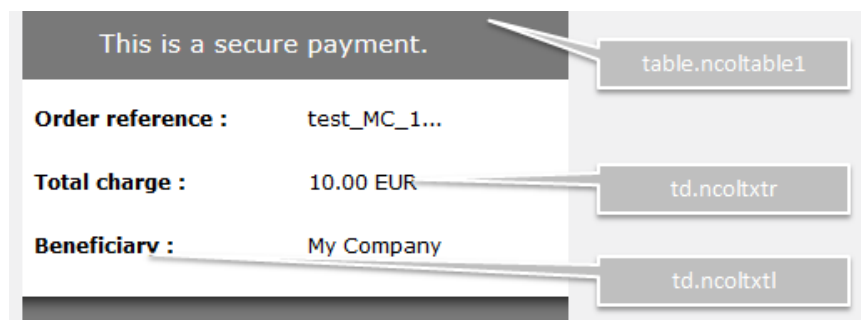 This is a secure payment.
table.ncoltable1
Order reference : test_MC_1...
Total charge : 10.00 EUR
td.ncoltxtr
Beneficiary : My Company
td.ncoltxtl